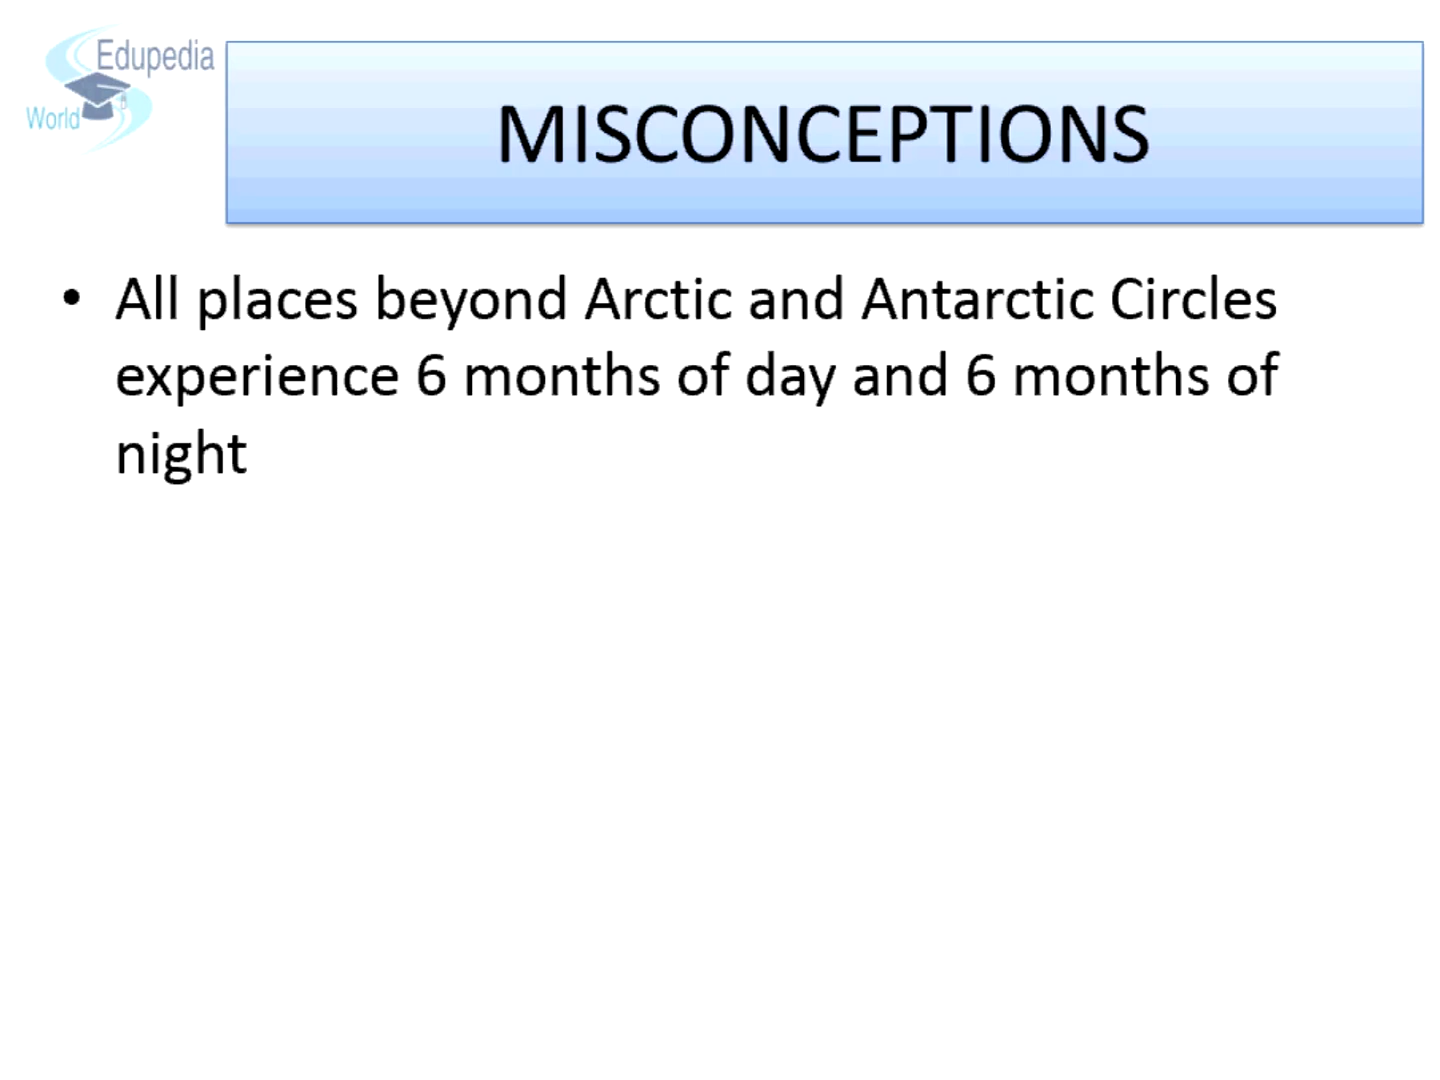 Edupedia
World
MISCONCEPTIONS
• All places beyond Arctic and Antarctic Circles
experience 6 months of day and 6 months of
night